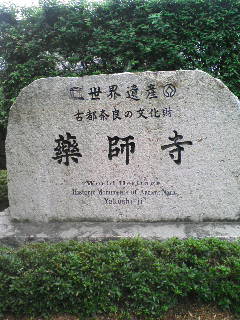 世界遺産
古都奈良の文化財
藥師寺
World Heritage
Historic Monuments of Ancient Nara
"Yakushi-ji"